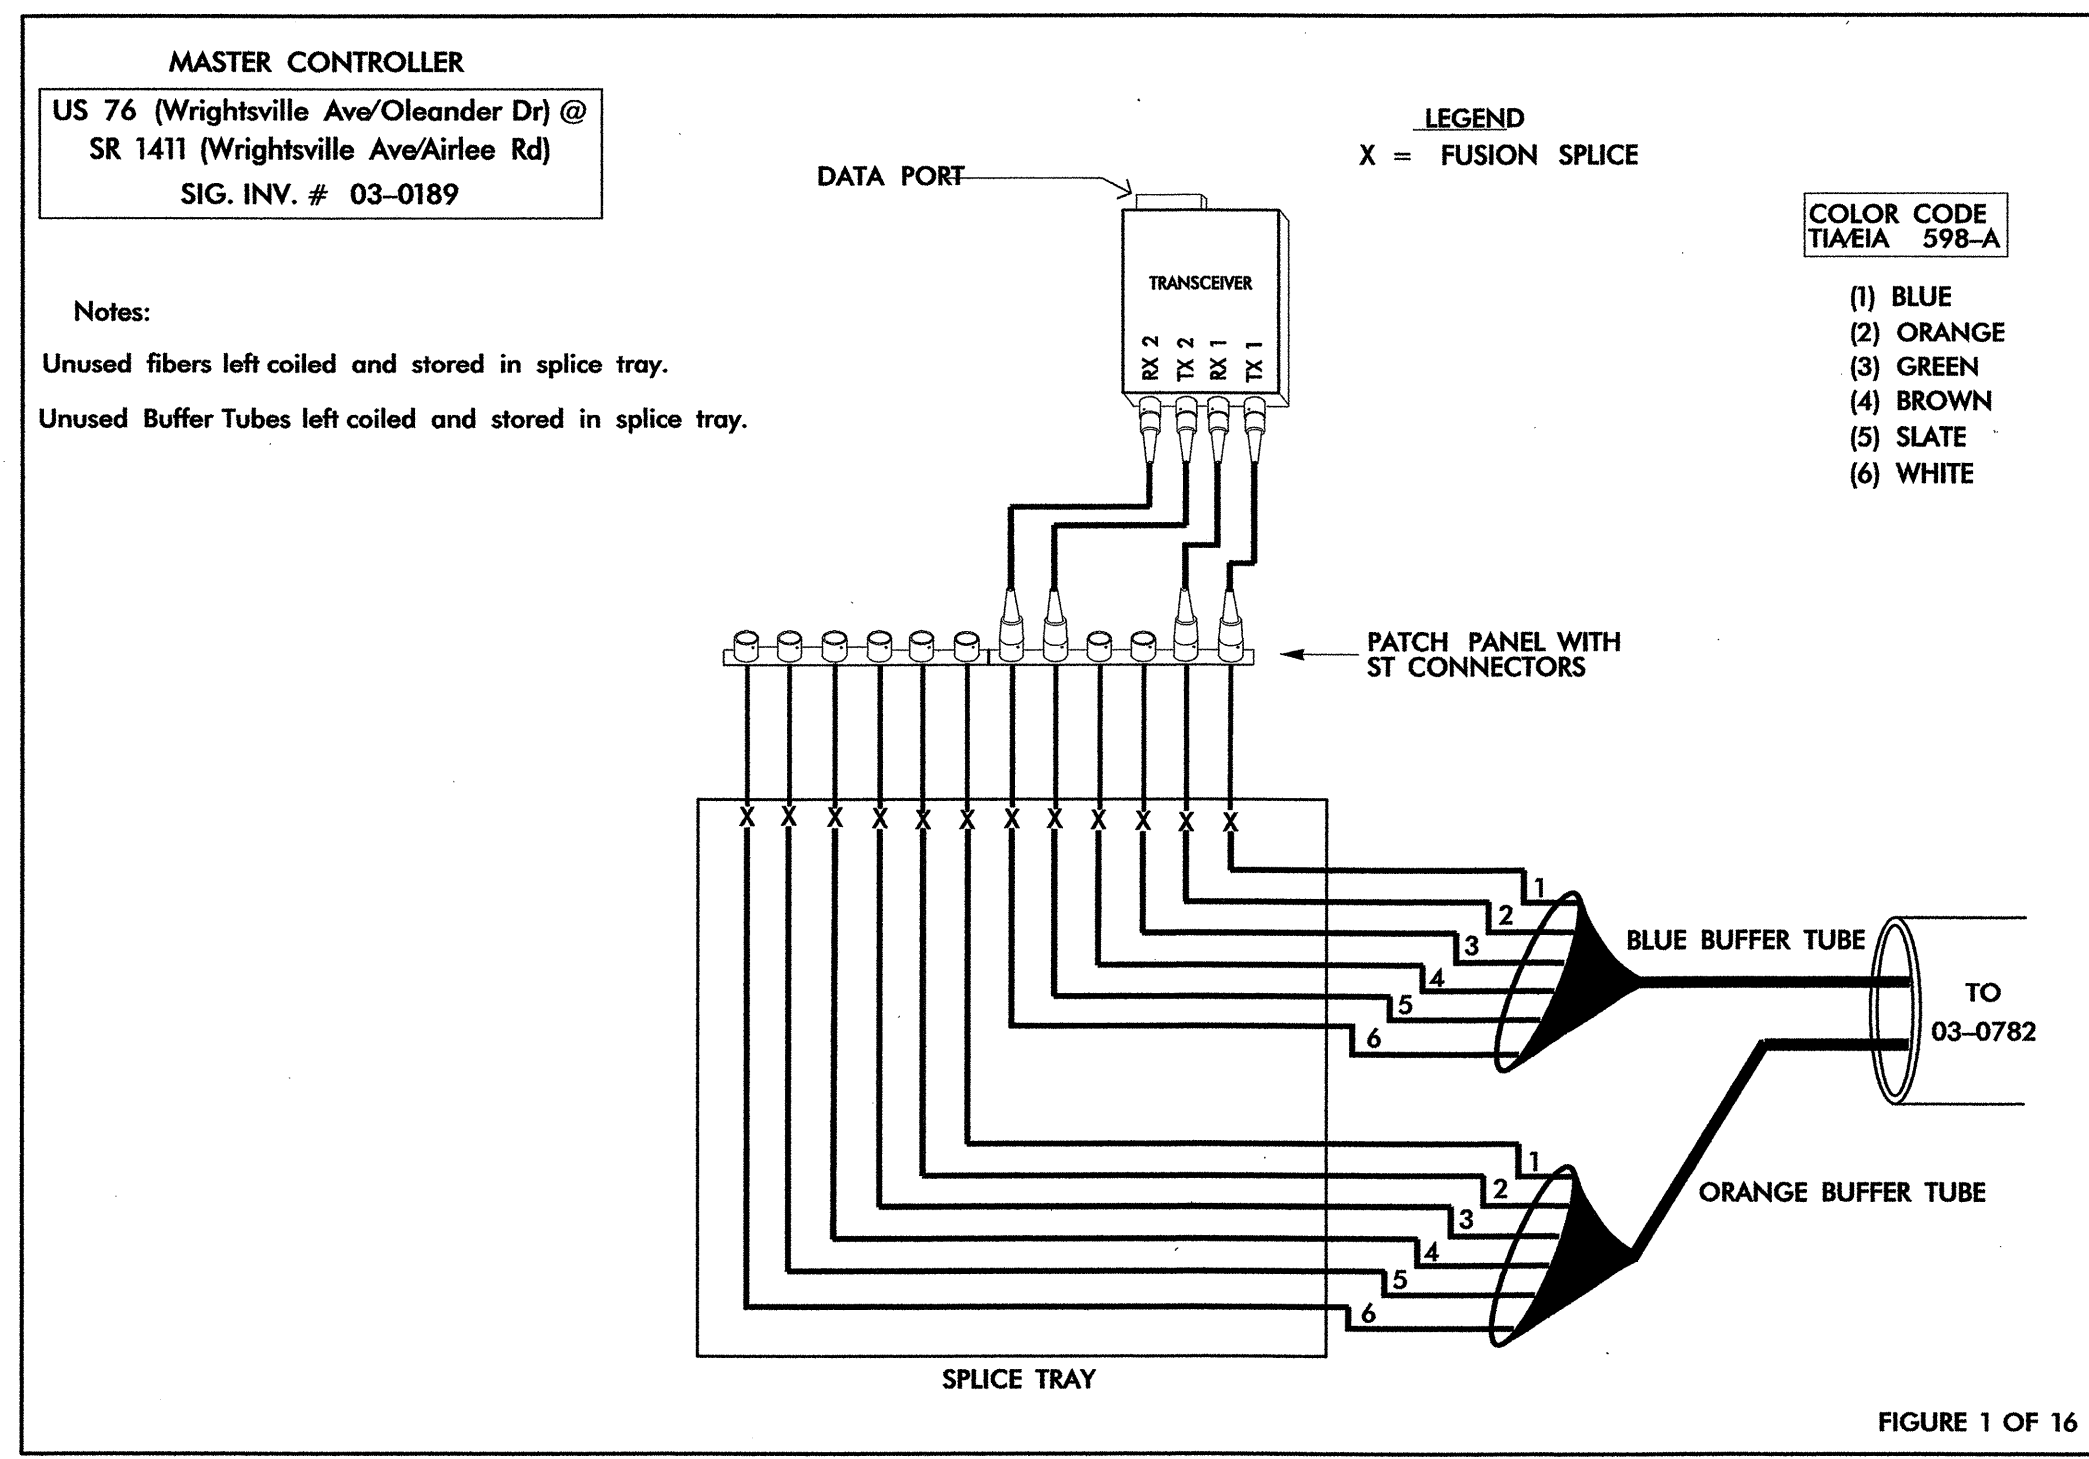 MASTER CONTROLLER
US 76 (Wrightsville Ave/Oleander Dr) @
SR 1411 (Wrightsville Ave/Airlee Rd)
SIG. INV. # 03-0189
LEGEND
X = FUSION SPLICE
DATA PORT
COLOR CODE
TIA/EIA 598-A
(1) BLUE
(2) ORANGE
(3) GREEN
(4) BROWN
(5) SLATE
(6) WHITE
TRANSCEIVER
RX 2
TX 2
RX 1
TX 1
Notes:
Unused fibers left coiled and stored in splice tray.
Unused Buffer Tubes left coiled and stored in splice tray.
PATCH PANEL WITH
ST CONNECTORS
X X X X X X X X X X X X
1
2
3
4
5
6
BLUE BUFFER TUBE
TO
03-0782
1
2
3
4
5
6
ORANGE BUFFER TUBE
SPLICE TRAY
FIGURE 1 OF 16